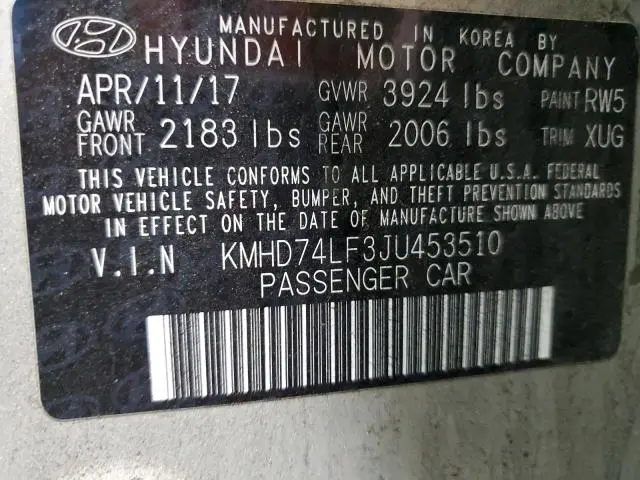 MANUFACTURED IN KOREA BY
HYUNDAI MOTOR COMPANY
APR/11/17 GVWR 3924 lbs PAINT RW5
GAWR FRONT 2183 lbs GAWR REAR 2006 lbs TRIM XUG
THIS VEHICLE CONFORMS TO ALL APPLICABLE U.S.A. FEDERAL
MOTOR VEHICLE SAFETY, BUMPER, AND THEFT PREVENTION STANDARDS
IN EFFECT ON THE DATE OF MANUFACTURE SHOWN ABOVE
V.I.N KMHD74LF3JU453510
PASSENGER CAR